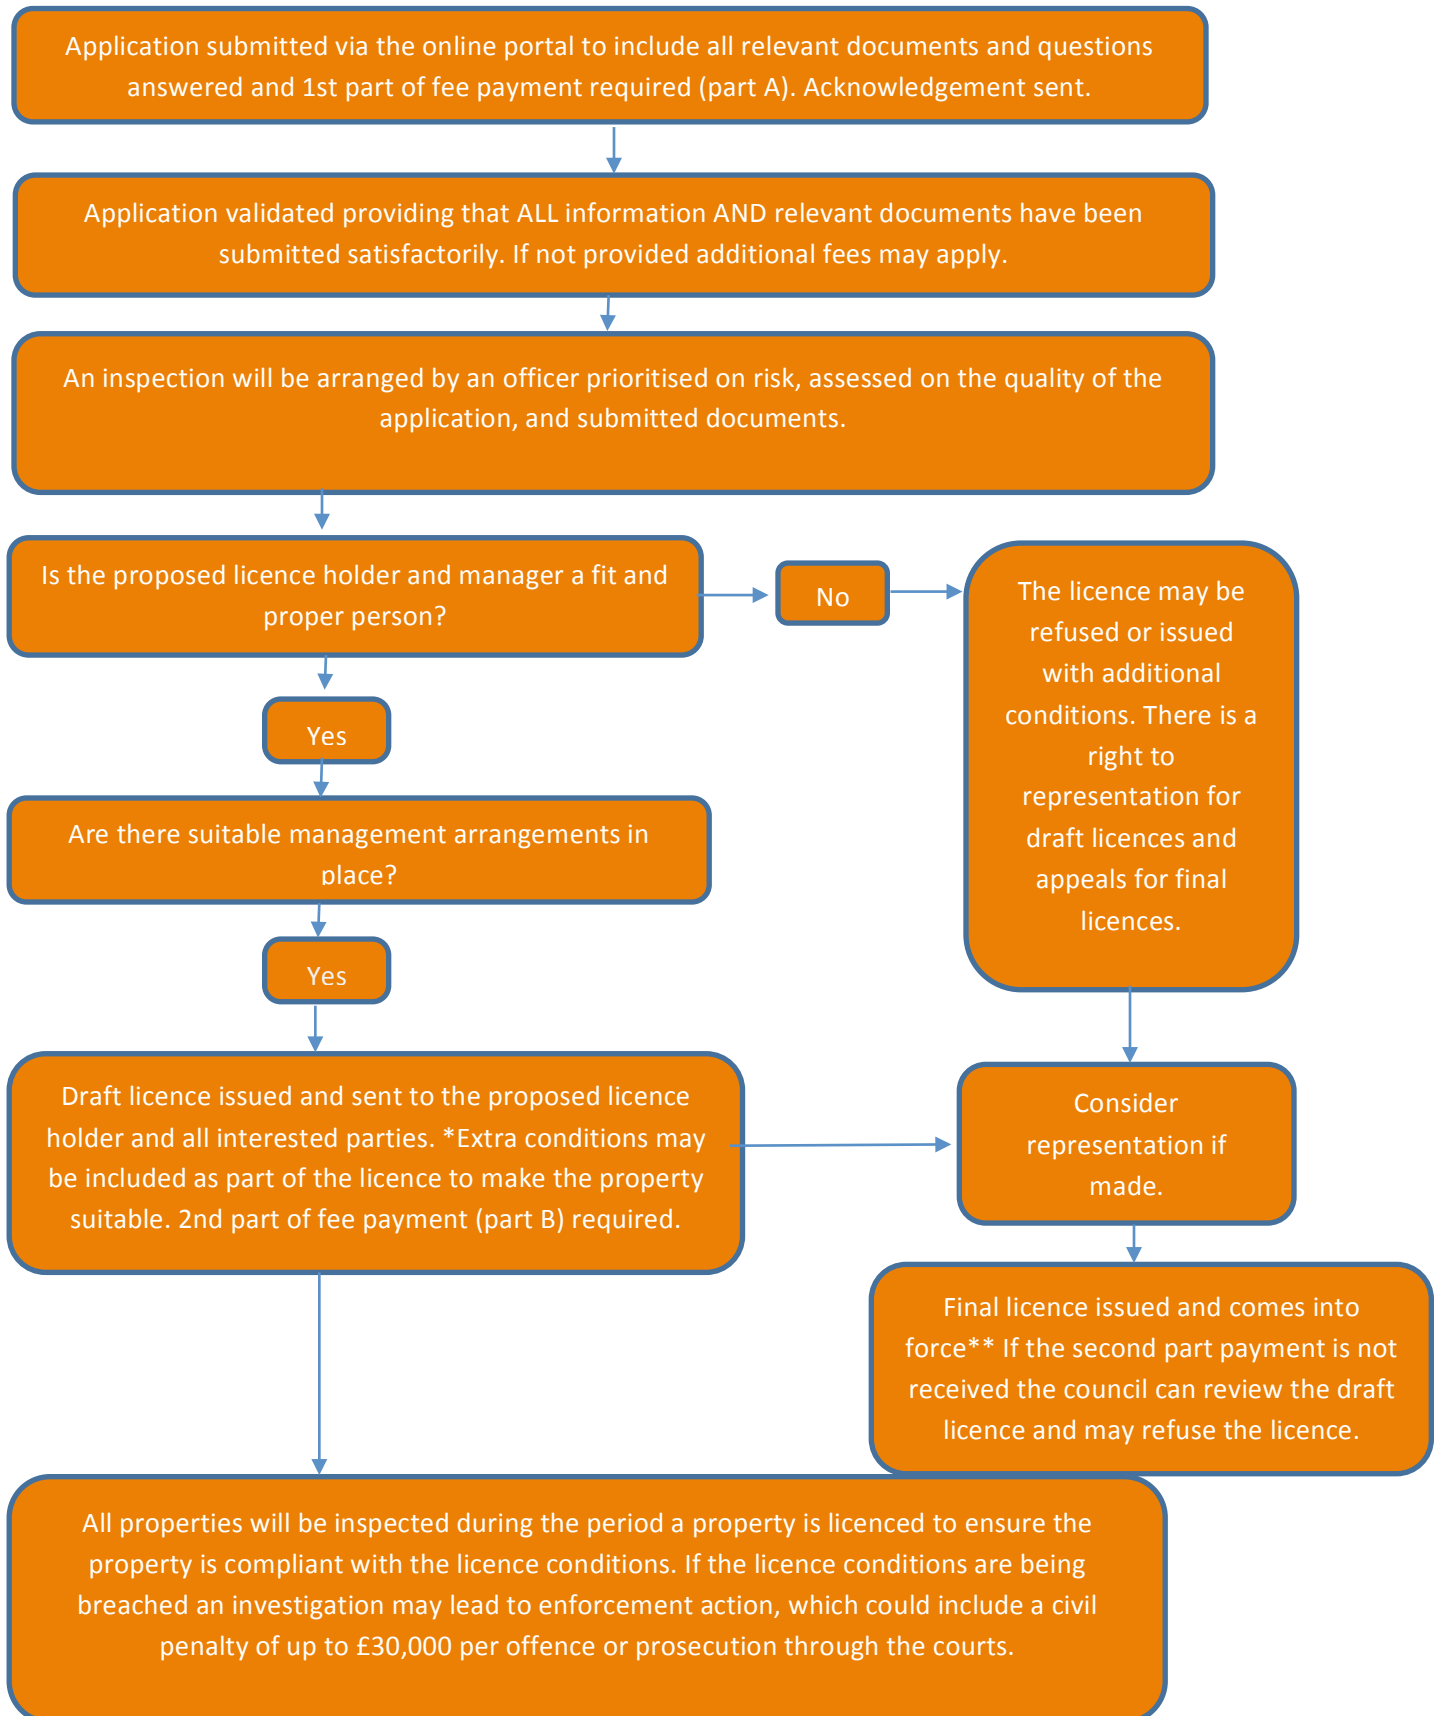 Application submitted via the online portal to include all relevant documents and questions
answered and 1st part of fee payment required (part A). Acknowledgement sent.
Application validated providing that ALL information AND relevant documents have been
submitted satisfactorily. If not provided additional fees may apply.
An inspection will be arranged by an officer prioritised on risk, assessed on the quality of the
application, and submitted documents.
Is the proposed licence holder and manager a fit and
proper person?
No
The licence may be
refused or issued
with additional
conditions. There is a
right to
representation for
draft licences and
appeals for final
licences.
Yes
Are there suitable management arrangements in
place?
Yes
Draft licence issued and sent to the proposed licence
holder and all interested parties. *Extra conditions may
be included as part of the licence to make the property
suitable. 2nd part of fee payment (part B) required.
Consider
representation if
made.
Final licence issued and comes into
force** If the second part payment is not
received the council can review the draft
licence and may refuse the licence.
All properties will be inspected during the period a property is licenced to ensure the
property is compliant with the licence conditions. If the licence conditions are being
breached an investigation may lead to enforcement action, which could include a civil
penalty of up to £30,000 per offence or prosecution through the courts.